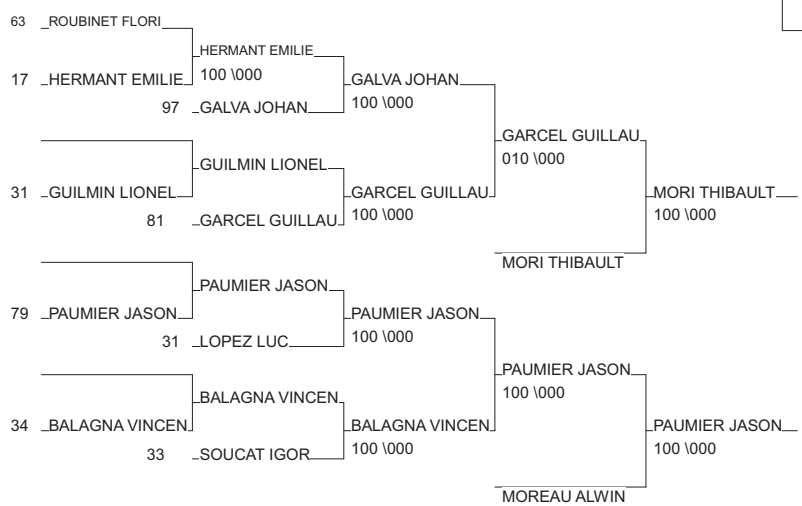 63 ROUBINET FLORI
HERMANT EMILIE
17 HERMANT EMILIE 100 \000 GALVA JOHAN
97 GALVA JOHAN 100 \000
GARCEL GUILLAU
GUILMIN LIONEL 010 \000
31 GUILMIN LIONEL GARCEL GUILLAU MORI THIBAULT
81 GARCEL GUILLAU 100 \000 100 \000
MORI THIBAULT
PAUMIER JASON
79 PAUMIER JASON PAUMIER JASON
31 LOPEZ LUC 100 \000
PAUMIER JASON
BALAGNA VINCEN 100 \000
34 BALAGNA VINCEN BALAGNA VINCEN PAUMIER JASON
33 SOUCAT IGOR 100 \000 100 \000
MOREAU ALWIN